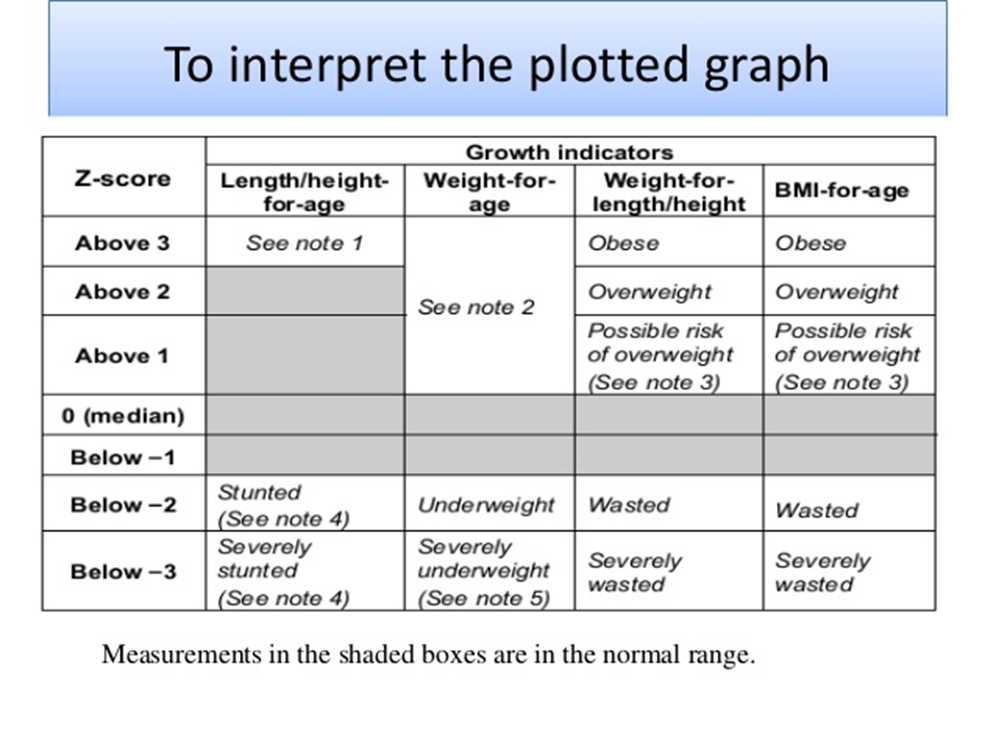 To interpret the plotted graph
Z-score
Growth indicators
Length/height-
for-age
Weight-for-
age
Weight-for-
length/height
BMI-for-age
Above 3
See note 1
See note 2
Obese
Obese
Above 2
Overweight
Overweight
Above 1
Possible risk
of overweight
(See note 3)
Possible risk
of overweight
(See note 3)
0 (median)
Below –1
Below –2
Stunted
(See note 4)
Underweight
Wasted
Wasted
Below –3
Severely
stunted
(See note 4)
Severely
underweight
(See note 5)
Severely
wasted
Severely
wasted
Measurements in the shaded boxes are in the normal range.